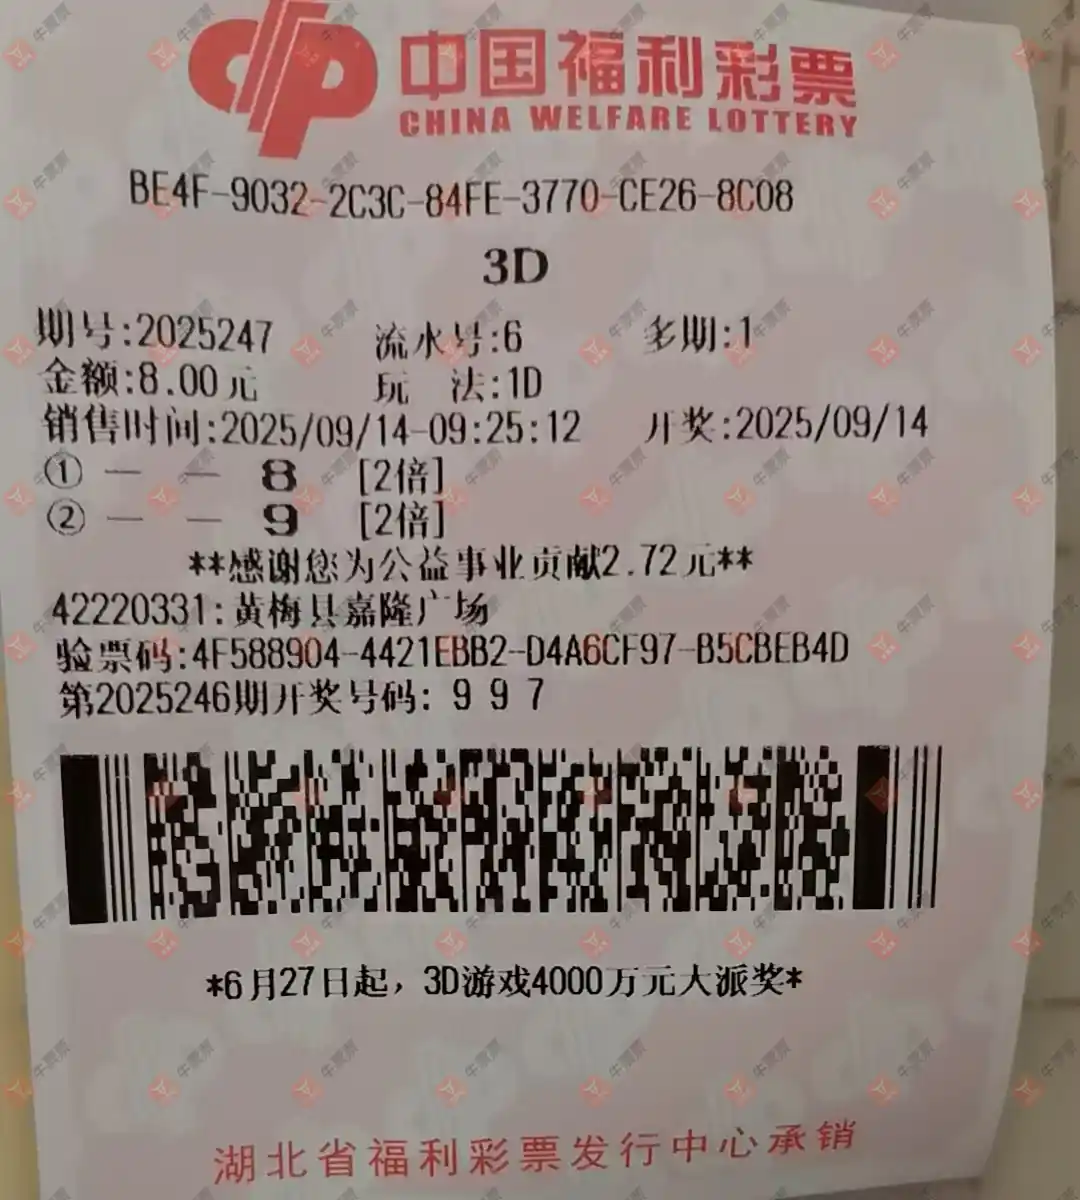 中国福利彩票
CHINA WELFARE LOTTERY
BE4F-9032-2C3C-84FE-3770-CE26-8C08
3D
期号:2025247 流水号:6 多期:1
金额:8.00元 玩 法:1D
销售时间:2025/09/14-09:25:12 开奖:2025/09/14
① — — 8 [2倍]
② — — 9 [2倍]
**感谢您为公益事业贡献2.72元**
42220331:黄梅县嘉隆广场
验票码:4F588904-4421EBB2-D4A6CF97-B5CBEB4D
第2025246期开奖号码: 9 9 7
*6月27日起，3D游戏4000万元大派奖*
湖北省福利彩票发行中心承销
牛票票